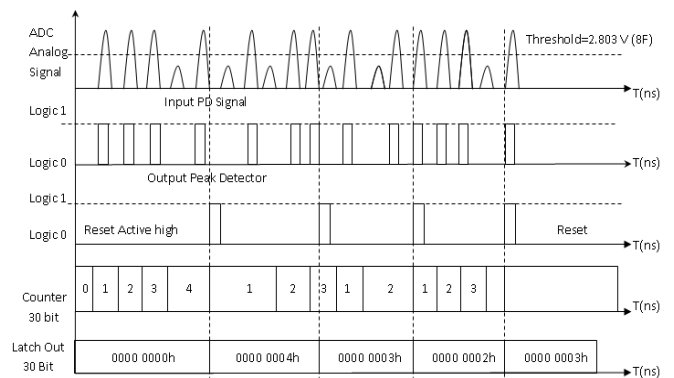 ADC
Analog
Signal
Threshold=2.803 V (8F)
T(ns)
Input PD Signal
Logic 1
Logic 0
T(ns)
Output Peak Detector
Logic 1
Logic 0
Reset Active high
Reset
T(ns)
Counter
30 bit
0 1 2 3 4 1 2 3 1 2 1 2 3
T(ns)
Latch Out
30 Bit
0000 0000h 0000 0004h 0000 0003h 0000 0002h 0000 0003h
T(ns)